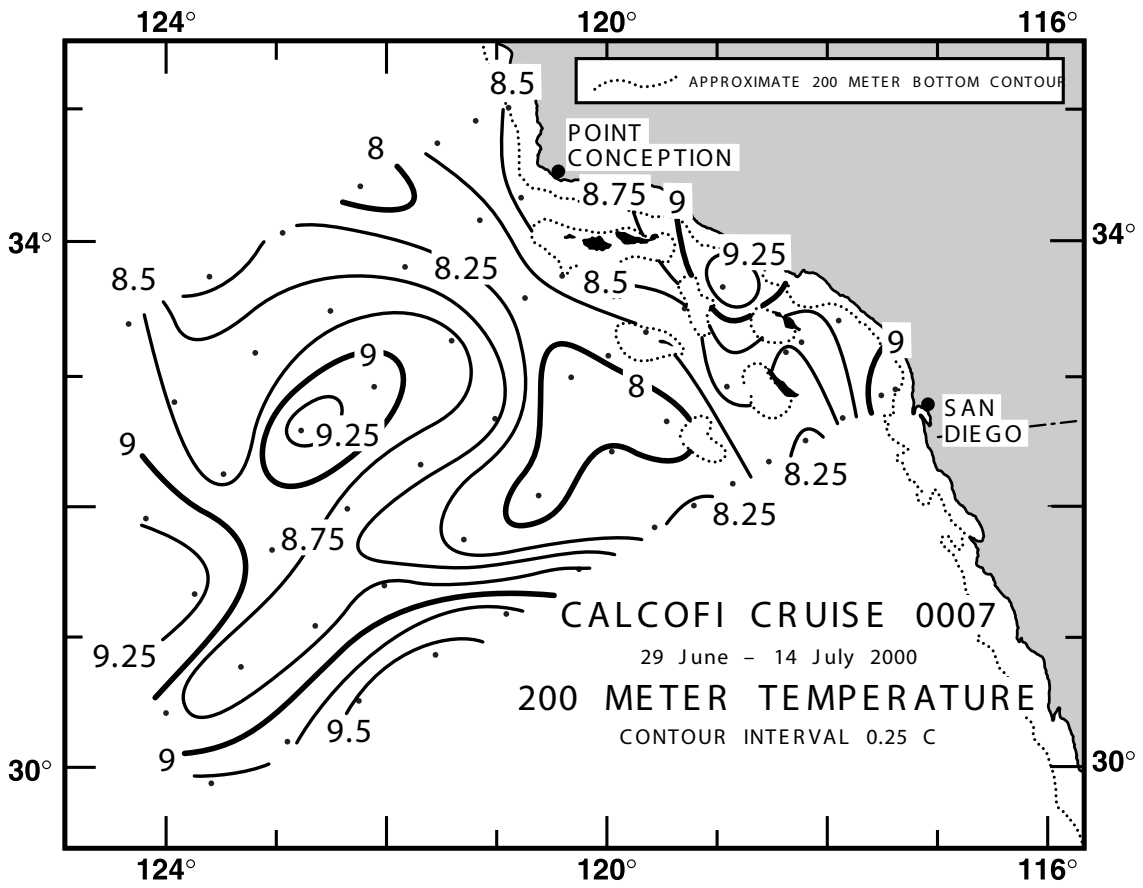 124° 120° 116°
8.5
APPROXIMATE 200 METER BOTTOM CONTOUR
POINT
CONCEPTION
8
8.75
9
34°
34°
8.25
9.25
8.5
8.5
9
9
8
SAN
DIEGO
9.25
9
8.25
8.25
8.75
CALCOFI CRUISE 0007
9.25
29 June – 14 July 2000
200 METER TEMPERATURE
9.5
CONTOUR INTERVAL 0.25 C
9
30°
30°
124° 120° 116°